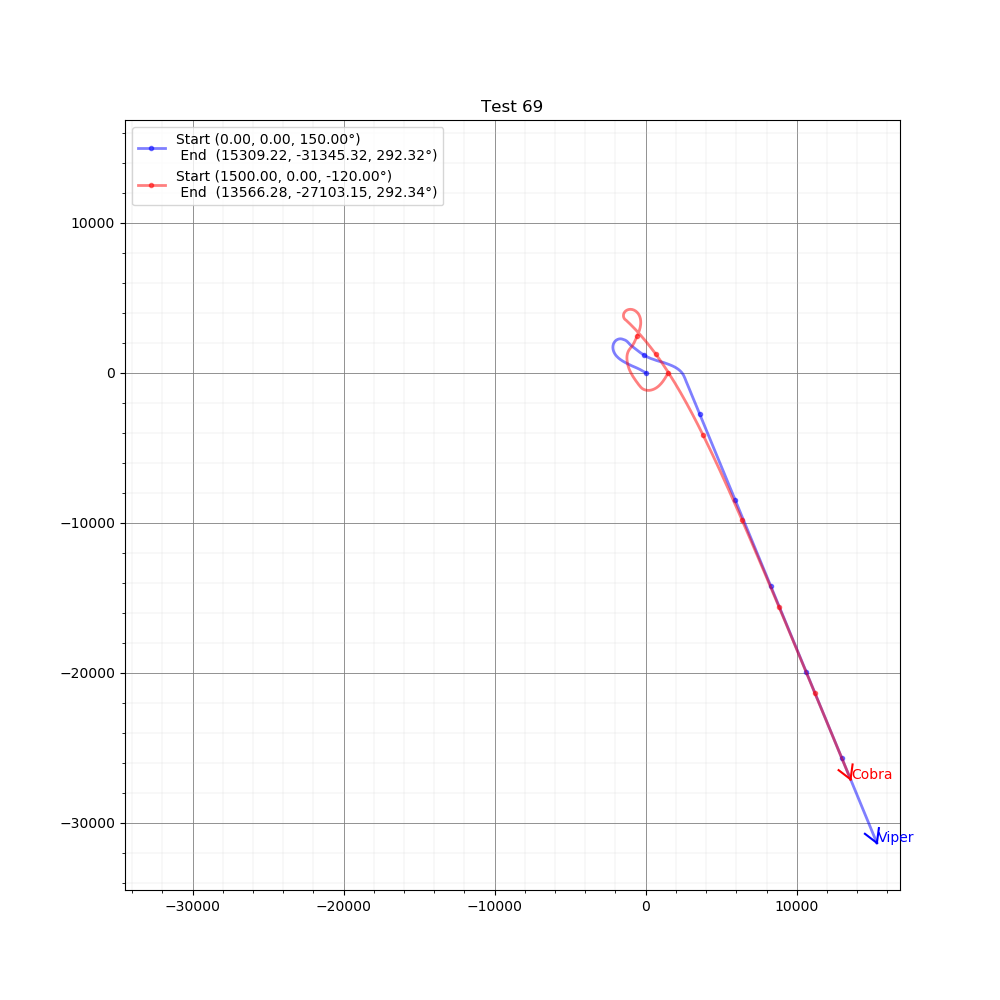 Test 69
Start (0.00, 0.00, 150.00°)
End (15309.22, -31345.32, 292.32°)
Start (1500.00, 0.00, -120.00°)
End (13566.28, -27103.15, 292.34°)
10000
0
−10000
−20000
−30000
Cobra
Viper
−30000
−20000
−10000
0
10000